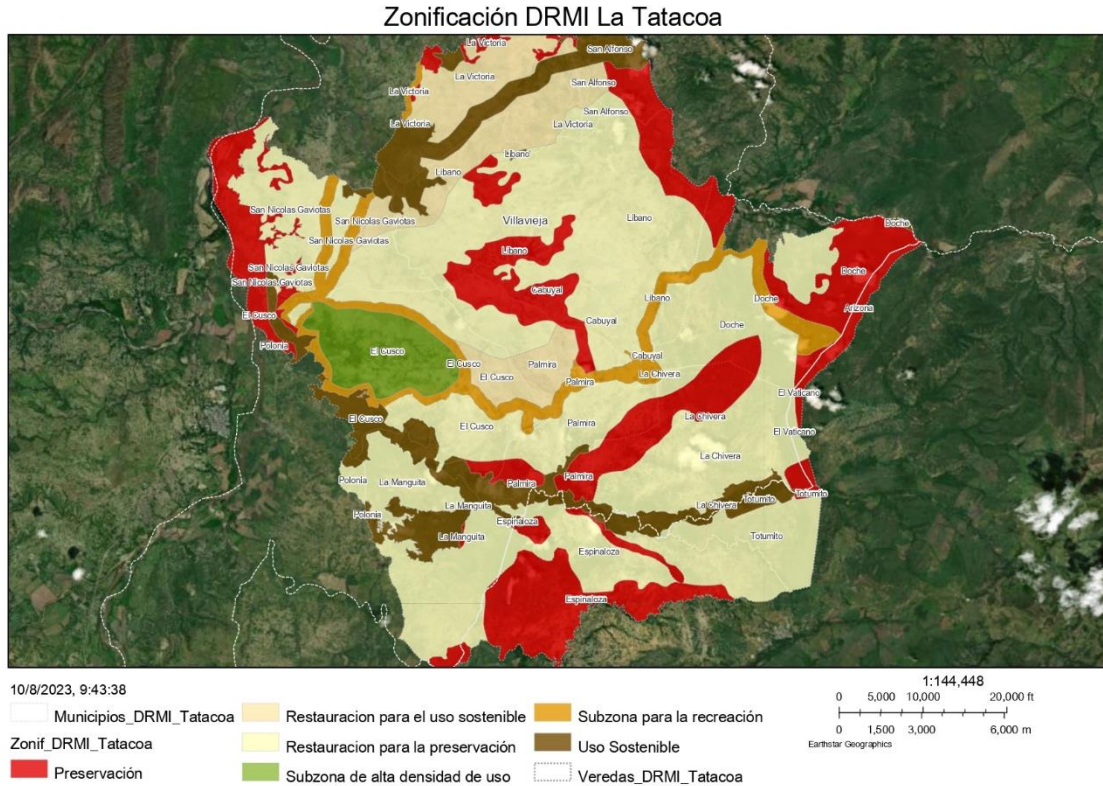 Zonificación DRMI La Tatacoa
La Victoria
San Alfonso
La Victoria
San Alfonso
La Victoria
San Alfonso
La Victoria
La Victoria
Líbano
Líbano
San Nicolas Gaviotas
San Nicolas Gaviotas
Villavieja
Líbano
Doche
San Nicolas Gaviotas
Líbano
San Nicolas Gaviotas
Doche
San Nicolas Gaviotas
Cabuyal
Líbano
Doche
Arizona
El Cusco
Cabuyal
Doche
Polonia
El Cusco
Cabuyal
El Cusco
Palmira
El Cusco
La Chivera
Palmira
El Vaticano
El Cusco
La Chivera
El Cusco
Palmira
El Vaticano
La Chivera
Polonia
La Manguita
Palmira
Palmira
Totumito
Totumito
La Manguita
La Chivera
Polonia
Espinaloza
La Manguita
Totumito
Espinaloza
Espinaloza
10/8/2023, 9:43:38
Municipios_DRMI_Tatacoa
Zonif_DRMI_Tatacoa
Preservación
Restauracion para el uso sostenible
Restauracion para la preservación
Subzona de alta densidad de uso
Subzona para la recreación
Uso Sostenible
Veredas_DRMI_Tatacoa
1:144,448
0 5,000 10,000 20,000 ft
0 1,500 3,000 6,000 m
Earthstar Geographics